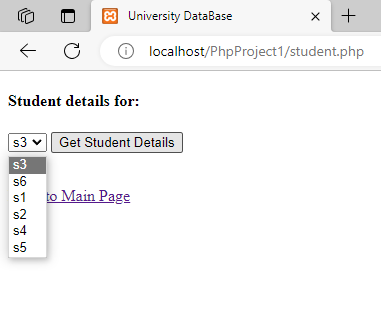 University DataBase
localhost/PhpProject1/student.php
Student details for:
s3 Get Student Details
s3
s6
s1
to Main Page
s2
s4
s5